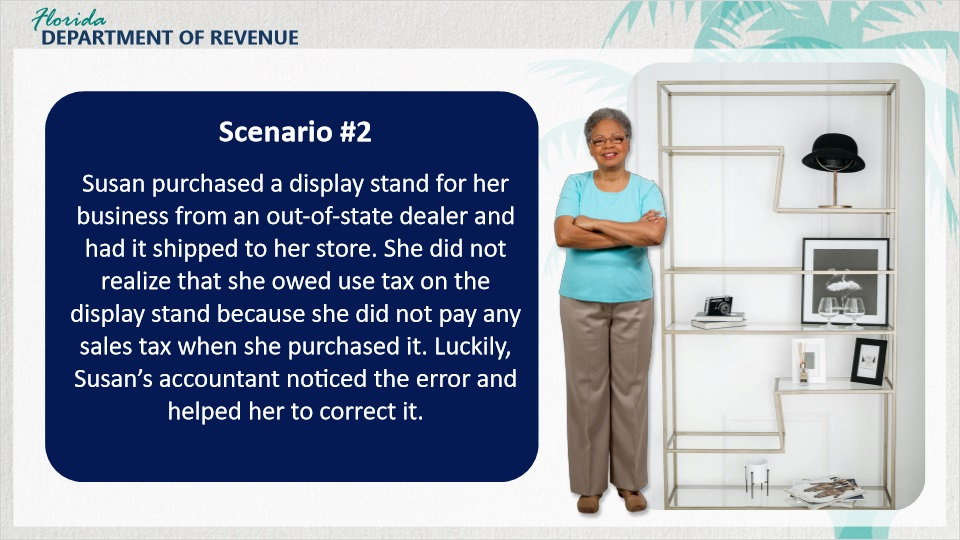 Florida
DEPARTMENT OF REVENUE
Scenario #2
Susan purchased a display stand for her
business from an out-of-state dealer and
had it shipped to her store. She did not
realize that she owed use tax on the
display stand because she did not pay any
sales tax when she purchased it. Luckily,
Susan’s accountant noticed the error and
helped her to correct it.